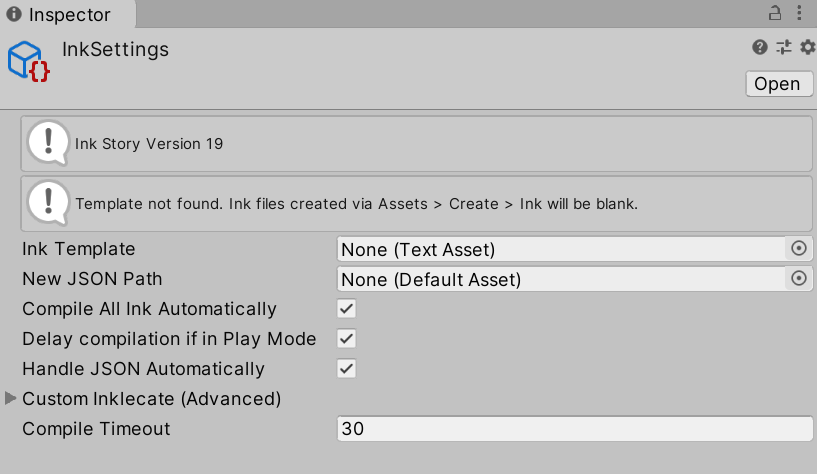 Inspector
InkSettings
Open
Ink Story Version 19
Template not found. Ink files created via Assets > Create > Ink will be blank.
Ink Template None (Text Asset)
New JSON Path None (Default Asset)
Compile All Ink Automatically
Delay compilation if in Play Mode
Handle JSON Automatically
Custom Inklecate (Advanced)
Compile Timeout 30